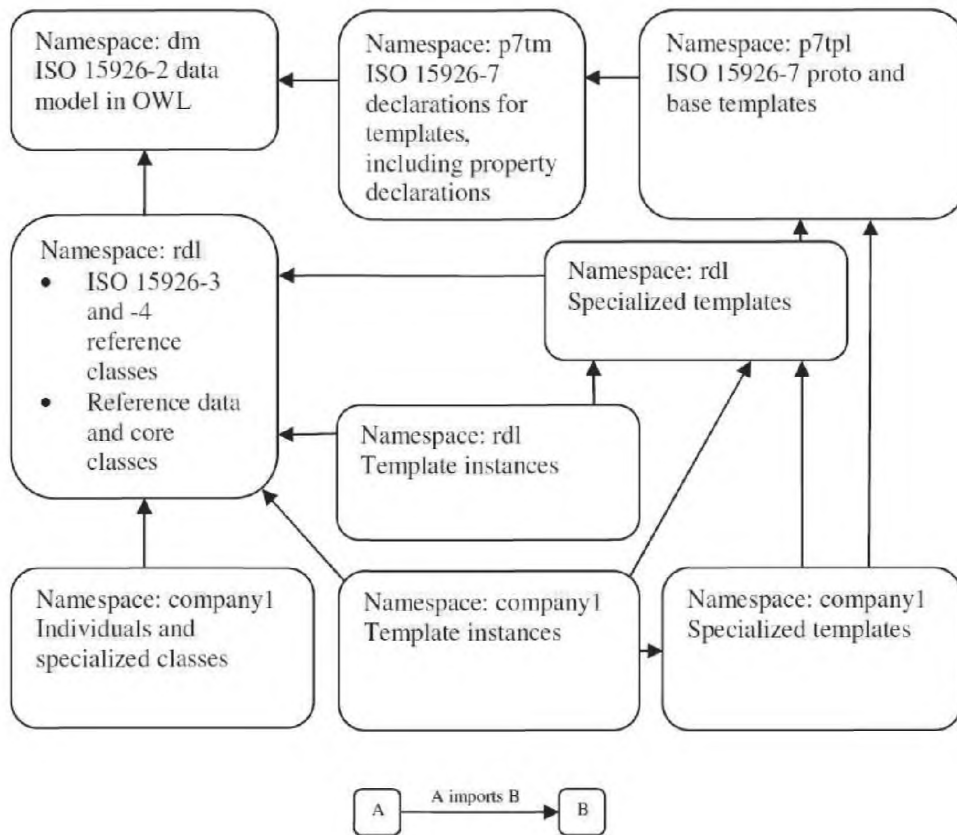 Namespace: dm
ISO 15926-2 data
model in OWL
Namespace: p7tm
ISO 15926-7
declarations for
templates,
including property
declarations
Namespace: p7tpl
ISO 15926-7 proto and
base templates
Namespace: rdl
• ISO 15926-3
and -4
reference
classes
• Reference data
and core
classes
Namespace: rdl
Specialized templates
Namespace: rdl
Template instances
Namespace: company1
Individuals and
specialized classes
Namespace: company1
Template instances
Namespace: company1
Specialized templates
A
A imports B
B